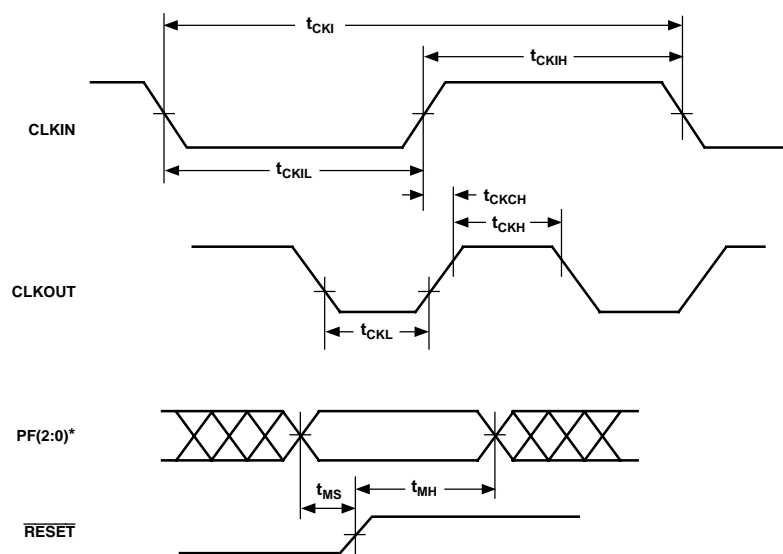 tCKI
tCKIH
CLKIN
tCKIL
tCKCH
tCKH
CLKOUT
tCKL
PF(2:0)*
tMS
tMH
RESET